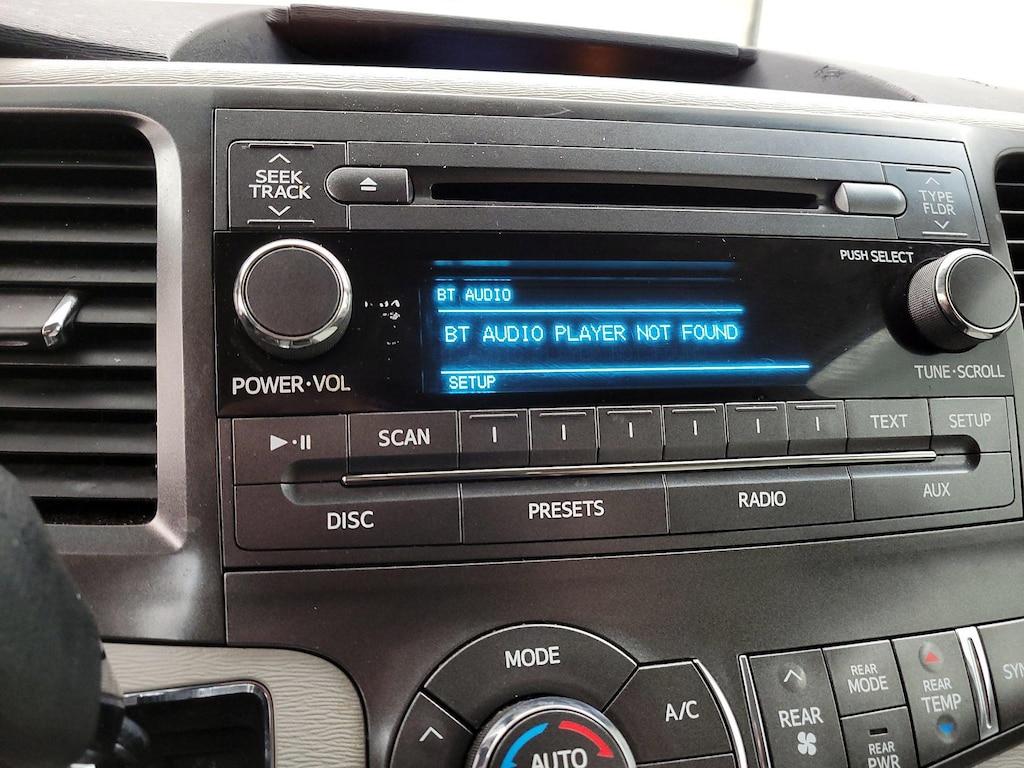 SEEK
TRACK
TYPE
FLDR
PUSH SELECT
BT AUDIO
BT AUDIO PLAYER NOT FOUND
SETUP
POWER·VOL
TUNE·SCROLL
SCAN
TEXT
SETUP
DISC
PRESETS
RADIO
AUX
MODE
A/C
AUTO
REAR
REAR
MODE
REAR
TEMP
REAR
PWR